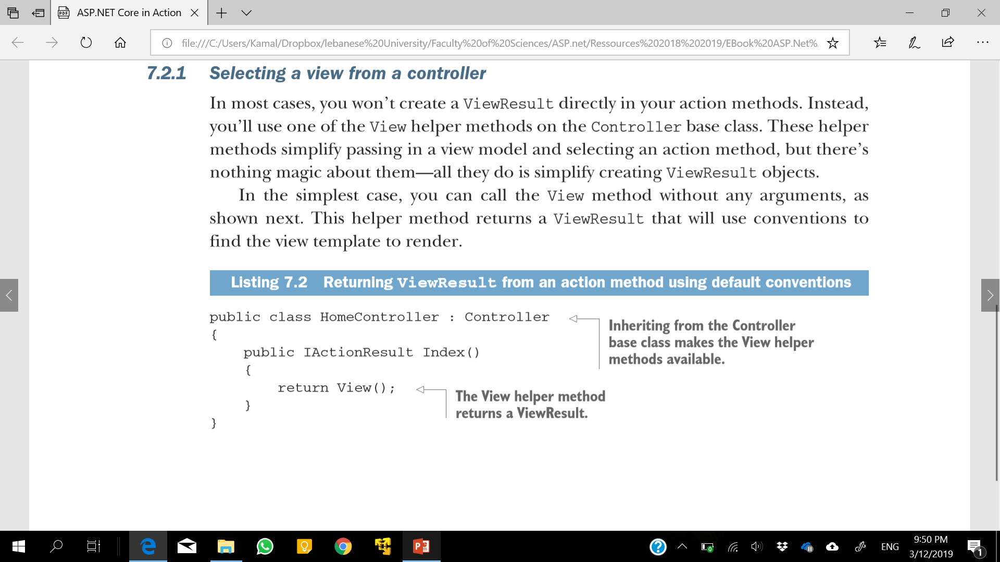 ASP.NET Core in Action
file:///C:/Users/Kamal/Dropbox/lebanese%20University/Faculty%20of%20Sciences/ASP.net/Ressources%202018%202019/EBook%20ASP.Net%.
7.2.1 Selecting a view from a controller
In most cases, you won’t create a ViewResult directly in your action methods. Instead,
you’ll use one of the View helper methods on the Controller base class. These helper
methods simplify passing in a view model and selecting an action method, but there’s
nothing magic about them—all they do is simplify creating ViewResult objects.
In the simplest case, you can call the View method without any arguments, as
shown next. This helper method returns a ViewResult that will use conventions to
find the view template to render.
Listing 7.2 Returning ViewResult from an action method using default conventions
public class HomeController : Controller
{
public IActionResult Index()
{
return View();
}
}
Inheriting from the Controller
base class makes the View helper
methods available.
The View helper method
returns a ViewResult.
ENG
9:50 PM
3/12/2019
1